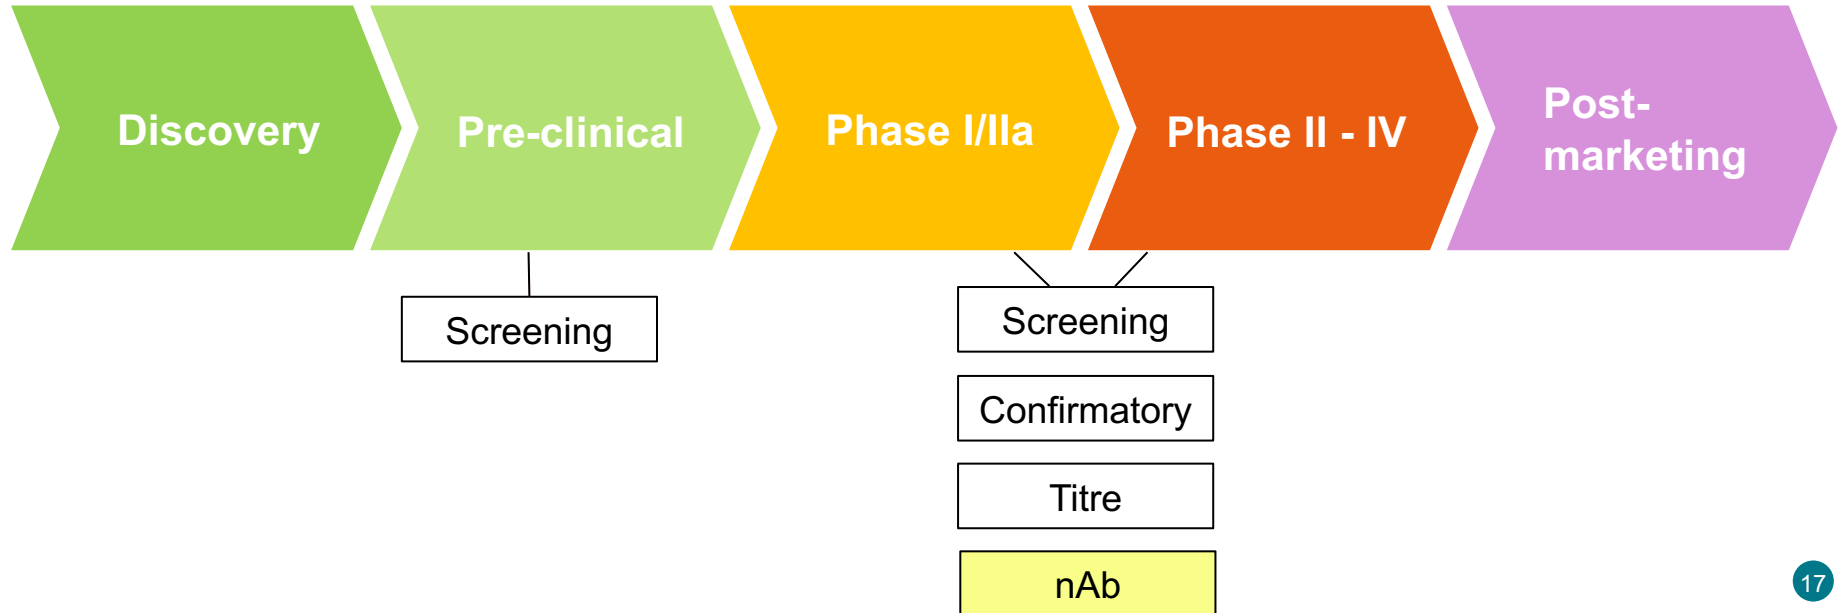 Discovery
Pre-clinical
Phase I/IIa
Phase II - IV
Post-
marketing
Screening
Screening
Confirmatory
Titre
nAb
17